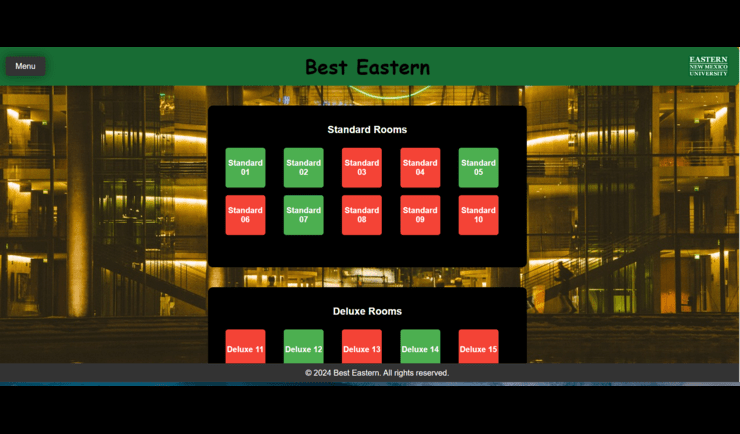 Menu
Best Eastern
EASTERN
NEW MEXICO
UNIVERSITY
Standard Rooms
Standard 01
Standard 02
Standard 03
Standard 04
Standard 05
Standard 06
Standard 07
Standard 08
Standard 09
Standard 10
Deluxe Rooms
Deluxe 11
Deluxe 12
Deluxe 13
Deluxe 14
Deluxe 15
© 2024 Best Eastern. All rights reserved.